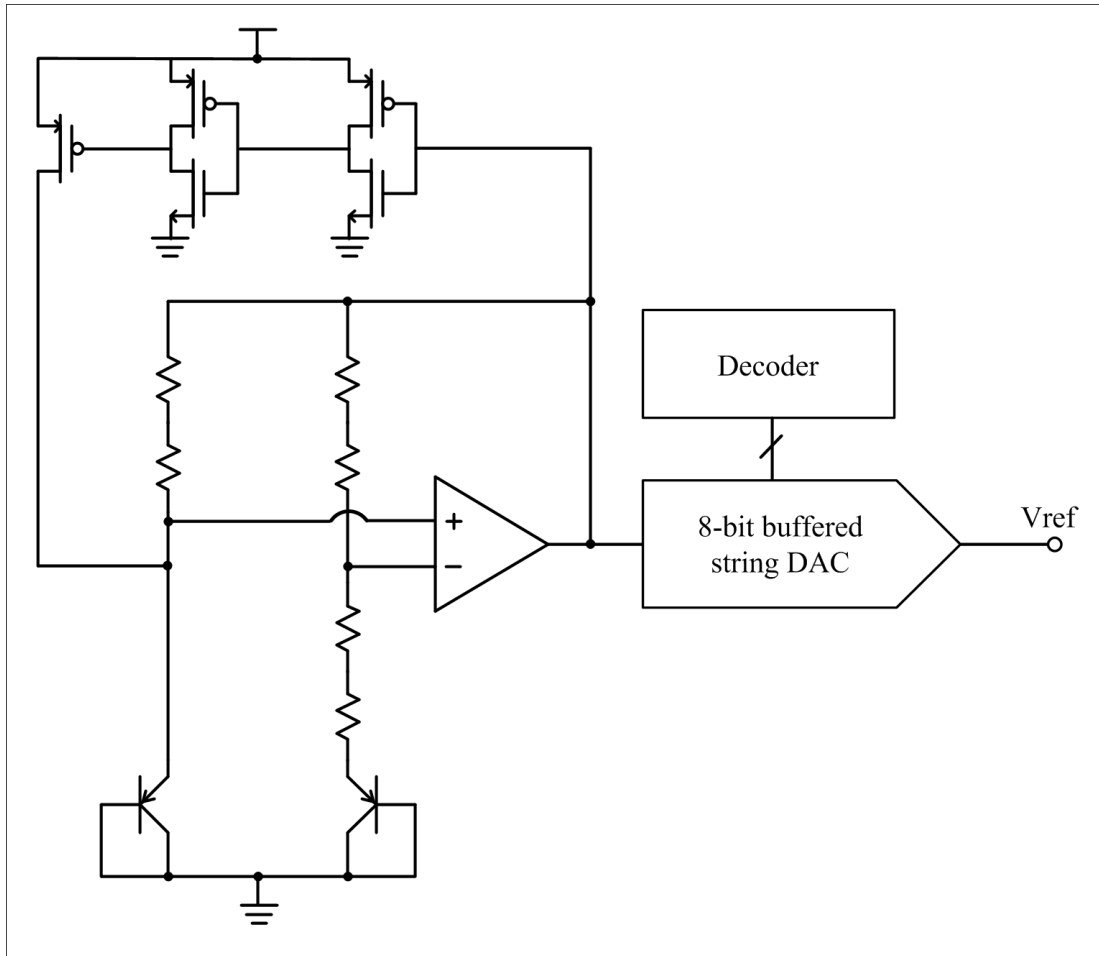 Decoder
+
−
8-bit buffered
string DAC
Vref